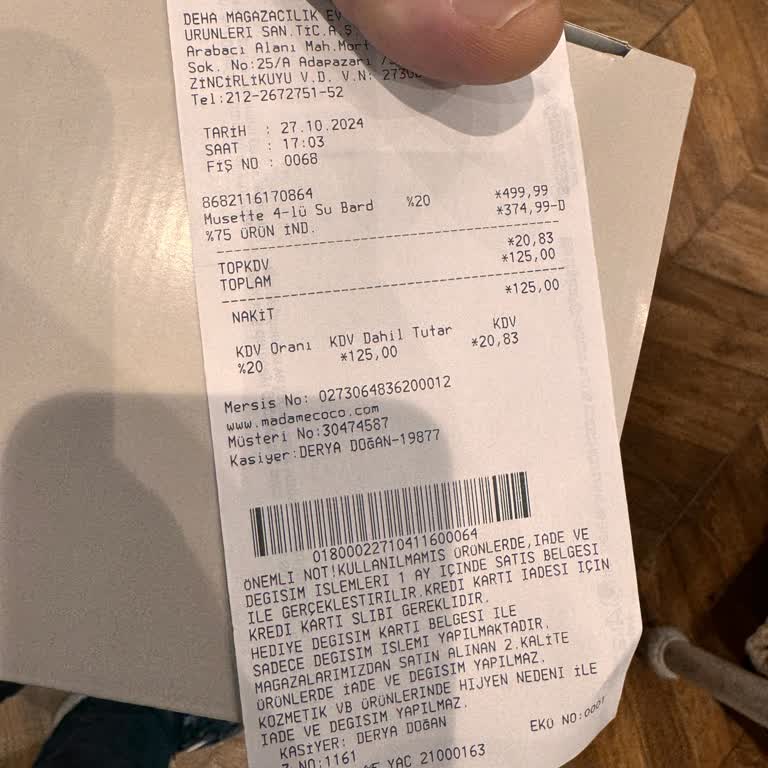 DEHA MAGAZACILIK EV
ÜRÜNLERİ SAN.TİC.A.Ş.
Arabacı Alanı Mah.Mort
Sok. No:25/A Adapazarı
ZİNCİRLİKUYU V.D. V.N:
Tel:212-2672751-52
TARİH : 27.10.2024
SAAT : 17:03
FİŞ NO : 0068
8682116170864
Musette 4-lü Su Bard %20 *499,99
%75 ÜRÜN İND. *374,99-D
TOPKDV *20,83
TOPLAM *125,00
NAKİT *125,00
KDV Oranı KDV Dahil Tutar KDV
%20 *125,00 *20,83
Mersis No: 0273064836200012
www.madamecoco.com
Müsteri No:30474587
Kasiyer:DERYA DOĞAN-19877
01800022710411600064
ÖNEMLİ NOT!KULLANILMAMIS ÜRÜNLERDE,IADE VE
DEGISIM ISLEMLERI 1 AY IÇINDE SATIS BELGESI
ILE GERÇEKLESTIRILIR.KREDI KARTI IADESI IÇIN
KREDI KARTI SLIBI GEREKLIDIR.
HEDIYE DEGISIM KARTI BELGESI ILE
SADECE DEGISIM ISLEMI YAPILMAKTADIR.
MAGAZALARIMIZDAN SATIN ALINAN 2.KALITE
ÜRÜNLERDE IADE VE DEGISIM YAPILMAZ.
KOZMETIK VB ÜRÜNLERINDE HIJYEN NEDENI ILE
IADE VE DEGISIM YAPILMAZ.
KASIYER: DERYA DOĞAN EKÜ NO:0001
Z NO:1161
YAC 21000163